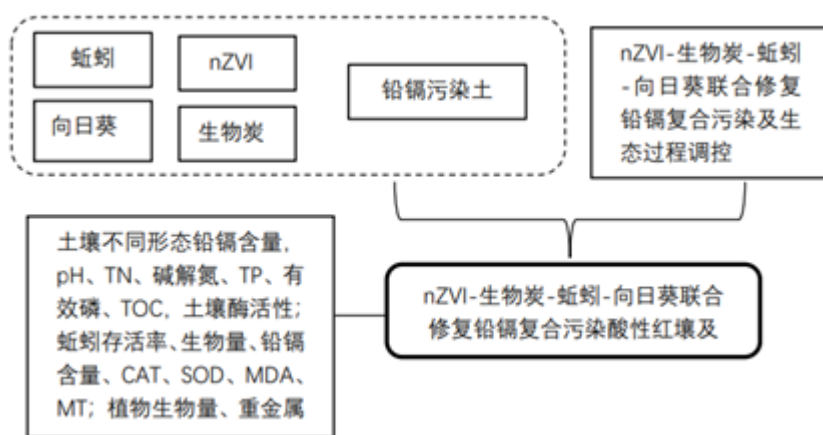 蚯蚓
nZVI
向日葵
生物炭
铅镉污染土
nZVI-生物炭-蚯蚓
-向日葵联合修复
铅镉复合污染及生
态过程调控
土壤不同形态铅镉含量，
pH、TN、碱解氮、TP、有
效磷、TOC，土壤酶活性；
蚯蚓存活率、生物量、铅镉
含量、CAT、SOD、MDA、
MT；植物生物量、重金属
nZVI-生物炭-蚯蚓-向日葵联合
修复铅镉复合污染酸性红壤及